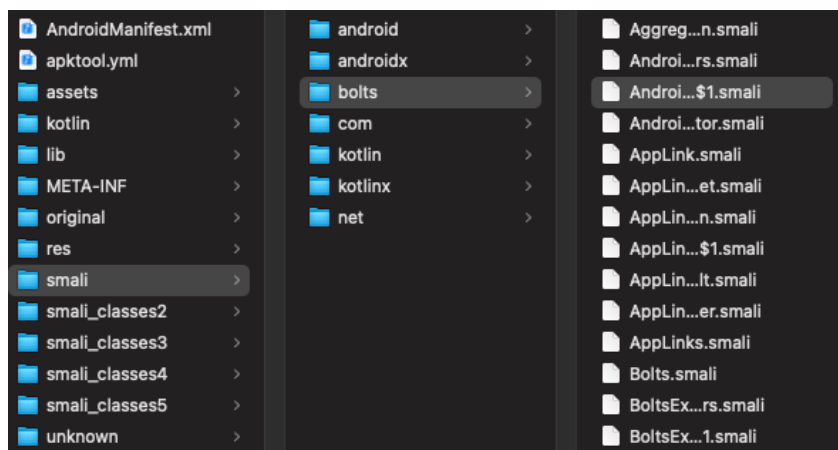 AndroidManifest.xml
apktool.yml
assets
kotlin
lib
META-INF
original
res
smali
smali_classes2
smali_classes3
smali_classes4
smali_classes5
unknown
android
androidx
bolts
com
kotlin
kotlinx
net
Aggreg...n.smali
Androi...rs.smali
Androi...$1.smali
Androi...tor.smali
AppLink.smali
AppLin...et.smali
AppLin...n.smali
AppLin...$1.smali
AppLin...lt.smali
AppLin...er.smali
AppLinks.smali
Bolts.smali
BoltsEx...rs.smali
BoltsEx...1.smali